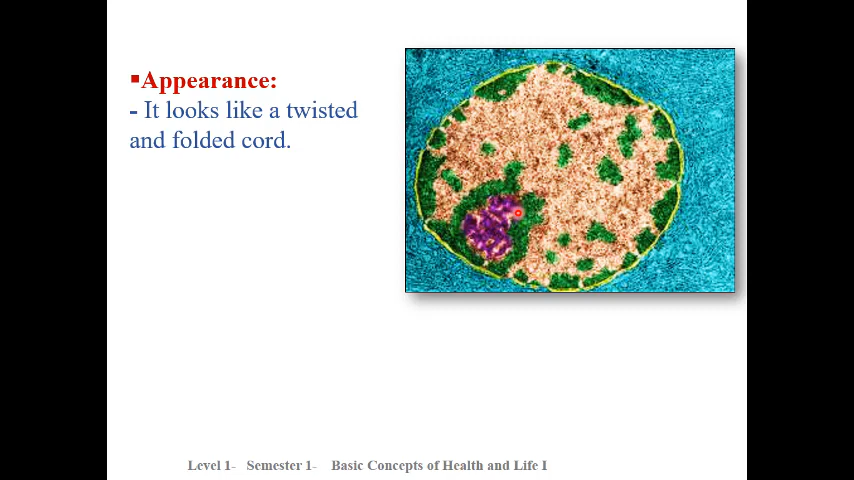 ▪Appearance:
- It looks like a twisted
and folded cord.
Level 1- Semester 1- Basic Concepts of Health and Life I